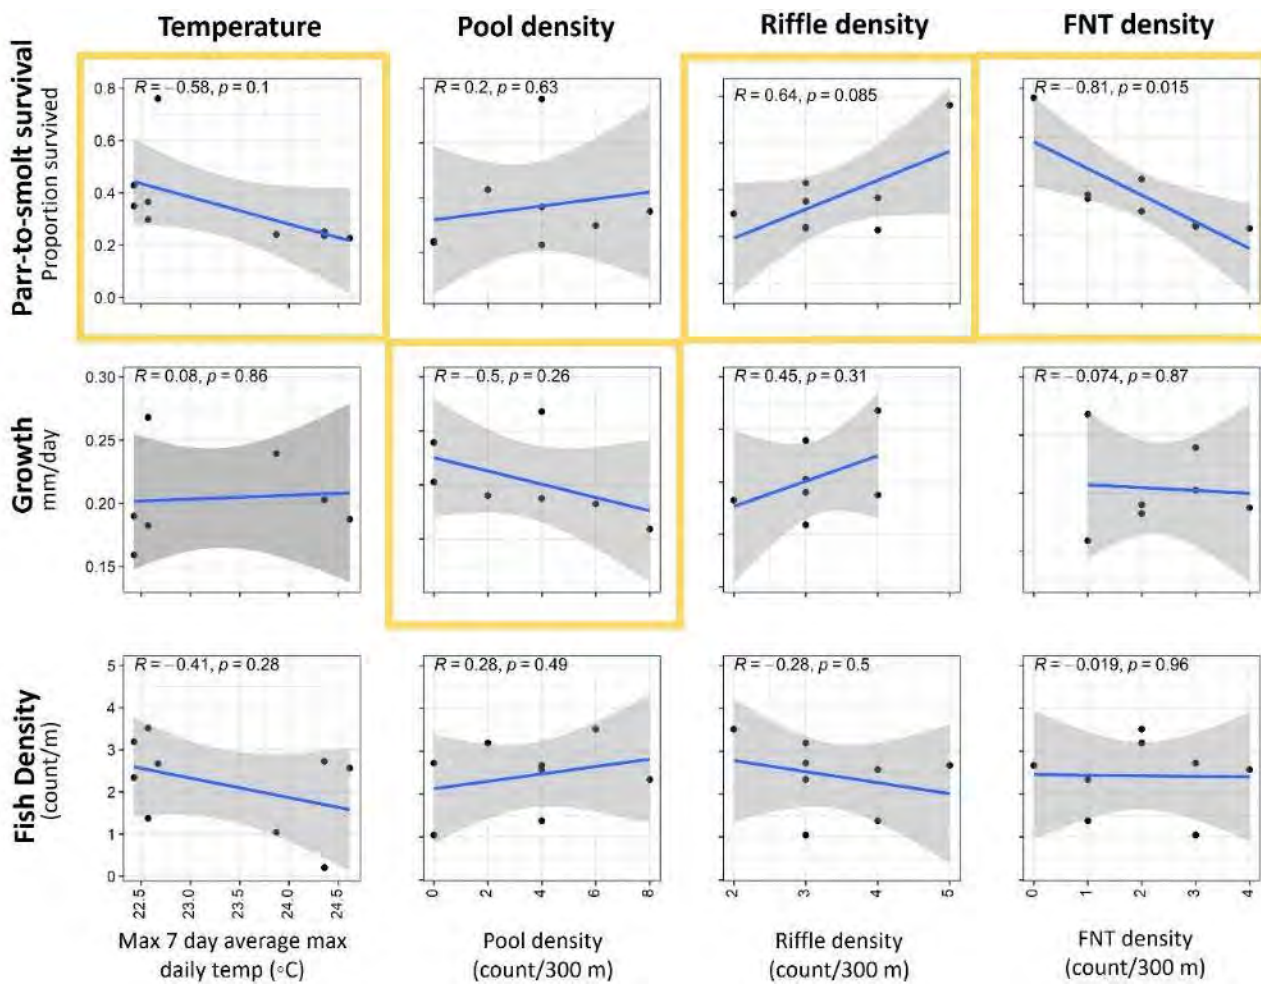 Temperature Pool density Riffle density FNT density
Parr-to-smolt survival
Proportion survived
R = −0.58, p = 0.1
R = 0.2, p = 0.63
R = 0.64, p = 0.085
R = −0.81, p = 0.015
0.8
0.6
0.4
0.2
0.0
Growth
mm/day
R = 0.08, p = 0.86
R = −0.5, p = 0.26
R = 0.45, p = 0.31
R = −0.074, p = 0.87
0.30
0.25
0.20
0.15
Fish Density
(count/m)
R = −0.41, p = 0.28
R = 0.28, p = 0.49
R = −0.28, p = 0.5
R = −0.019, p = 0.96
5
4
3
2
1
0
22.5 23.0 23.5 24.0 24.5
0 2 4 6 8
2 3 4 5
0 1 2 3 4
Max 7 day average max
daily temp (◦C)
Pool density
(count/300 m)
Riffle density
(count/300 m)
FNT density
(count/300 m)